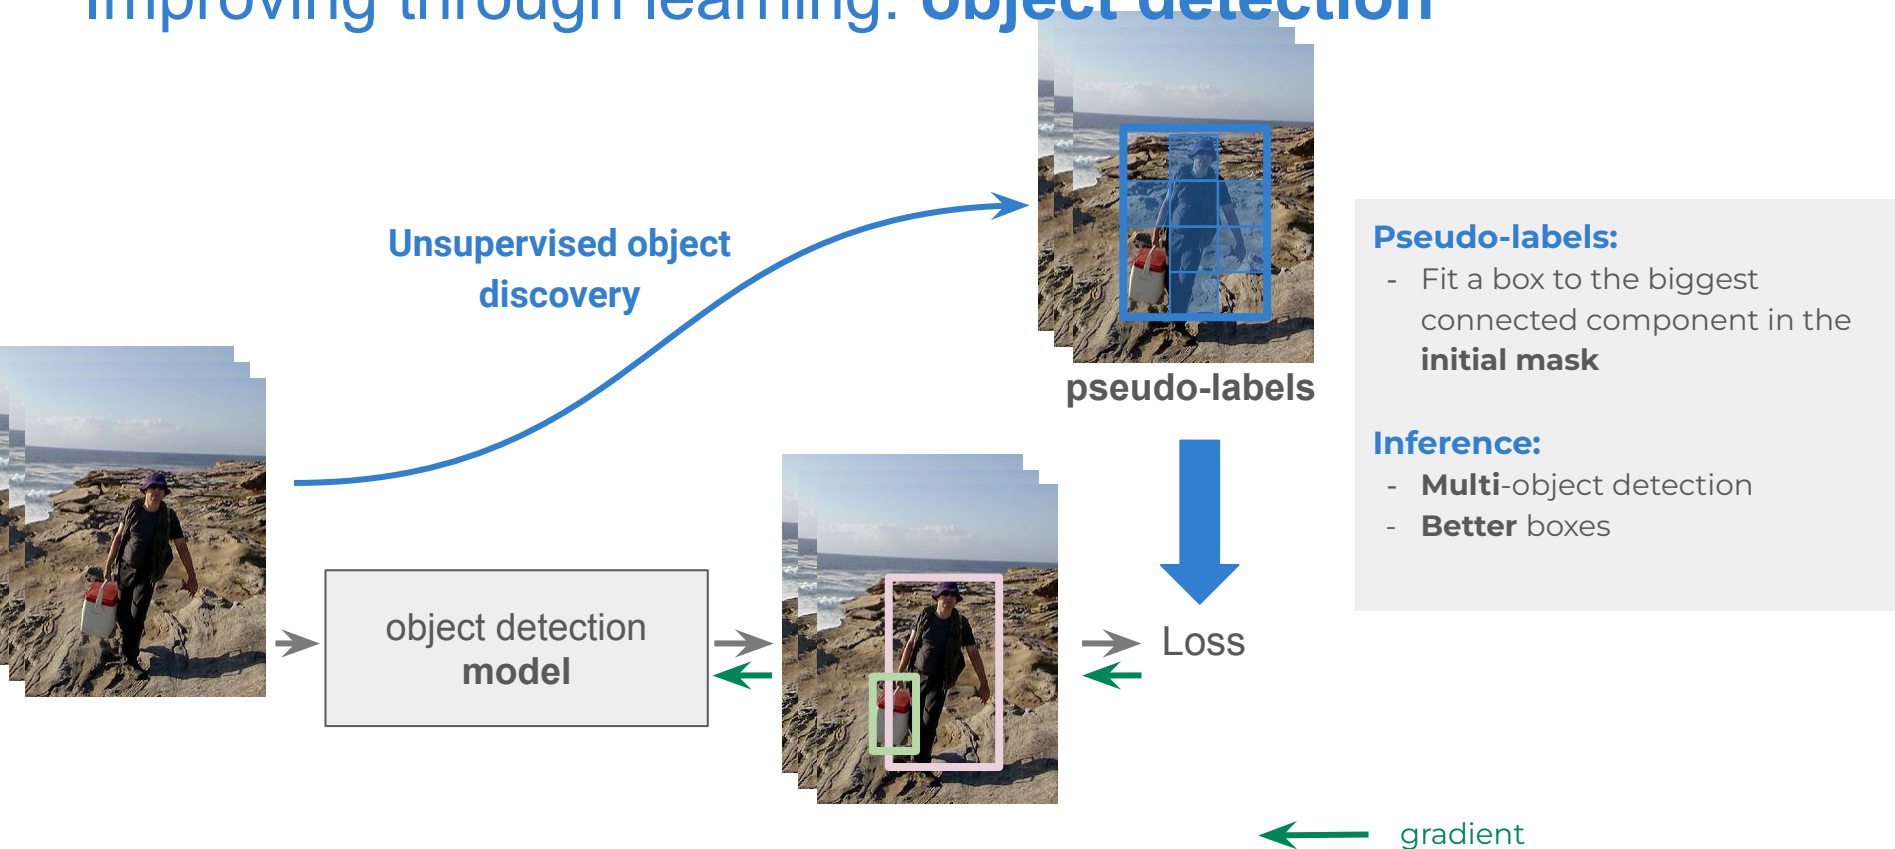 Improving through learning: object detection
Unsupervised object
discovery
pseudo-labels
Pseudo-labels:
- Fit a box to the biggest
connected component in the
initial mask
Inference:
- Multi-object detection
- Better boxes
object detection
model
Loss
gradient